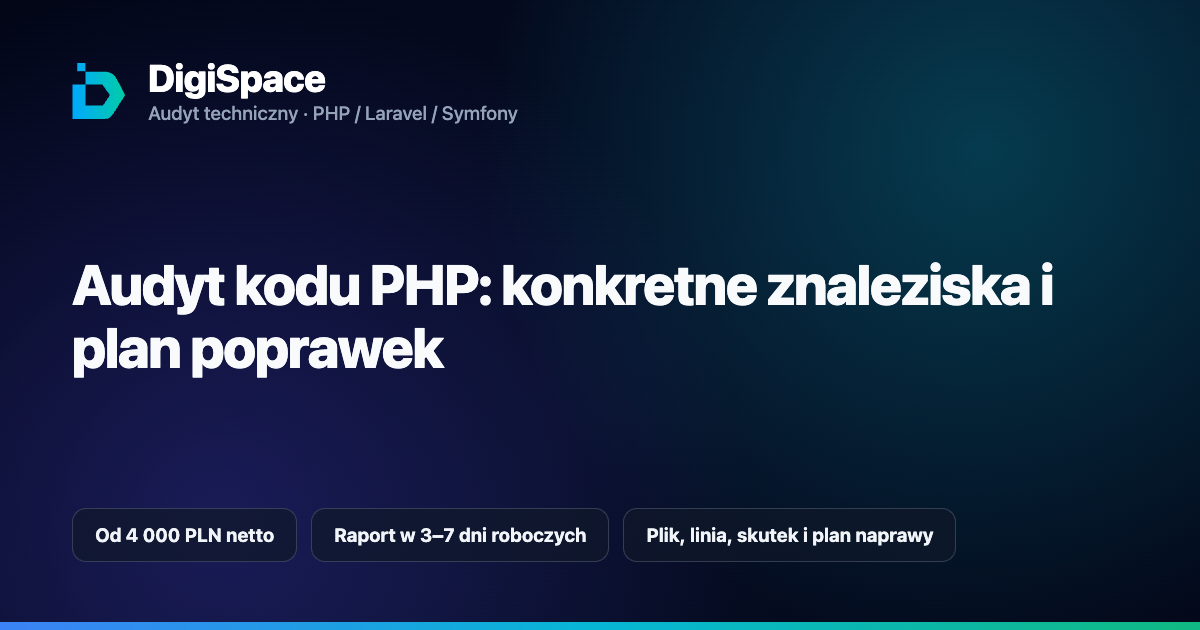 DigiSpace
Audyt techniczny · PHP / Laravel / Symfony
Audyt kodu PHP: konkretne znaleziska i
plan poprawek
Od 4 000 PLN netto
Raport w 3–7 dni roboczych
Plik, linia, skutek i plan naprawy